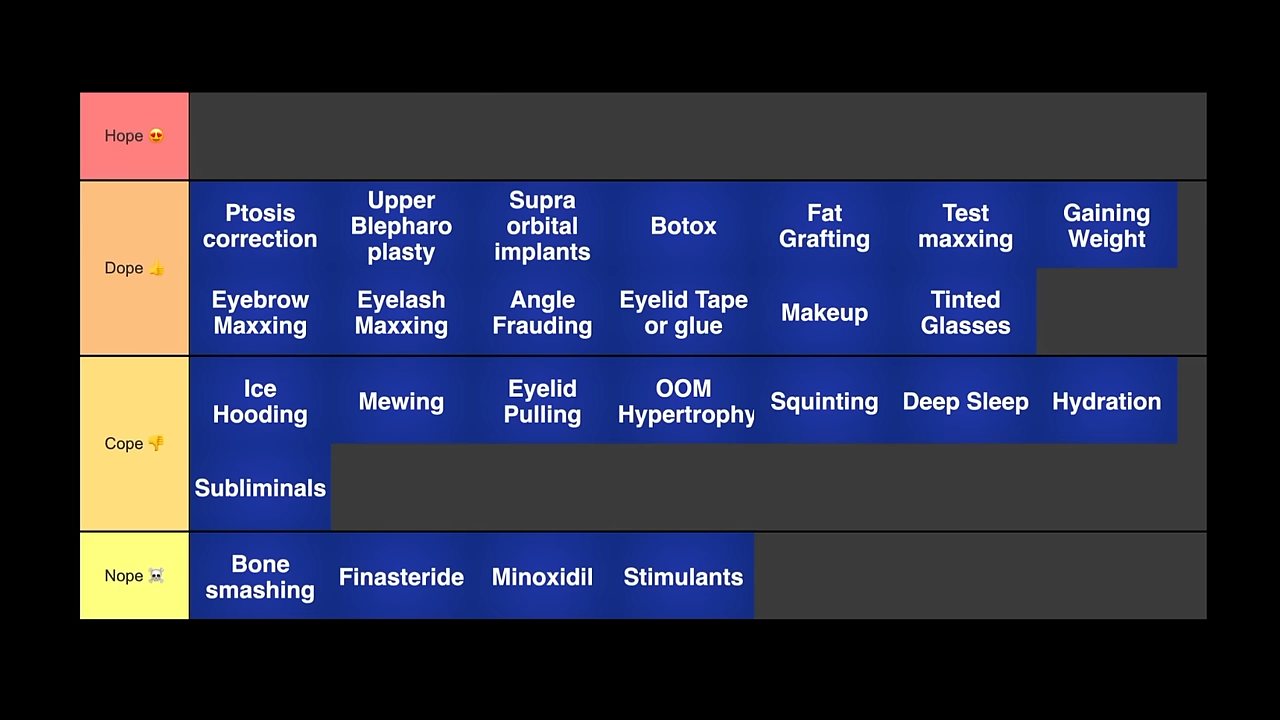 Hope 😍
Dope 👍
Ptosis
correction
Upper
Blepharo
plasty
Supra
orbital
implants
Botox
Fat
Grafting
Test
maxxing
Gaining
Weight
Eyebrow
Maxxing
Eyelash
Maxxing
Angle
Frauding
Eyelid Tape
or glue
Makeup
Tinted
Glasses
Cope 👎
Ice
Hooding
Mewing
Eyelid
Pulling
OOM
Hypertrophy
Squinting
Deep Sleep
Hydration
Subliminals
Nope ☠️
Bone
smashing
Finasteride
Minoxidil
Stimulants